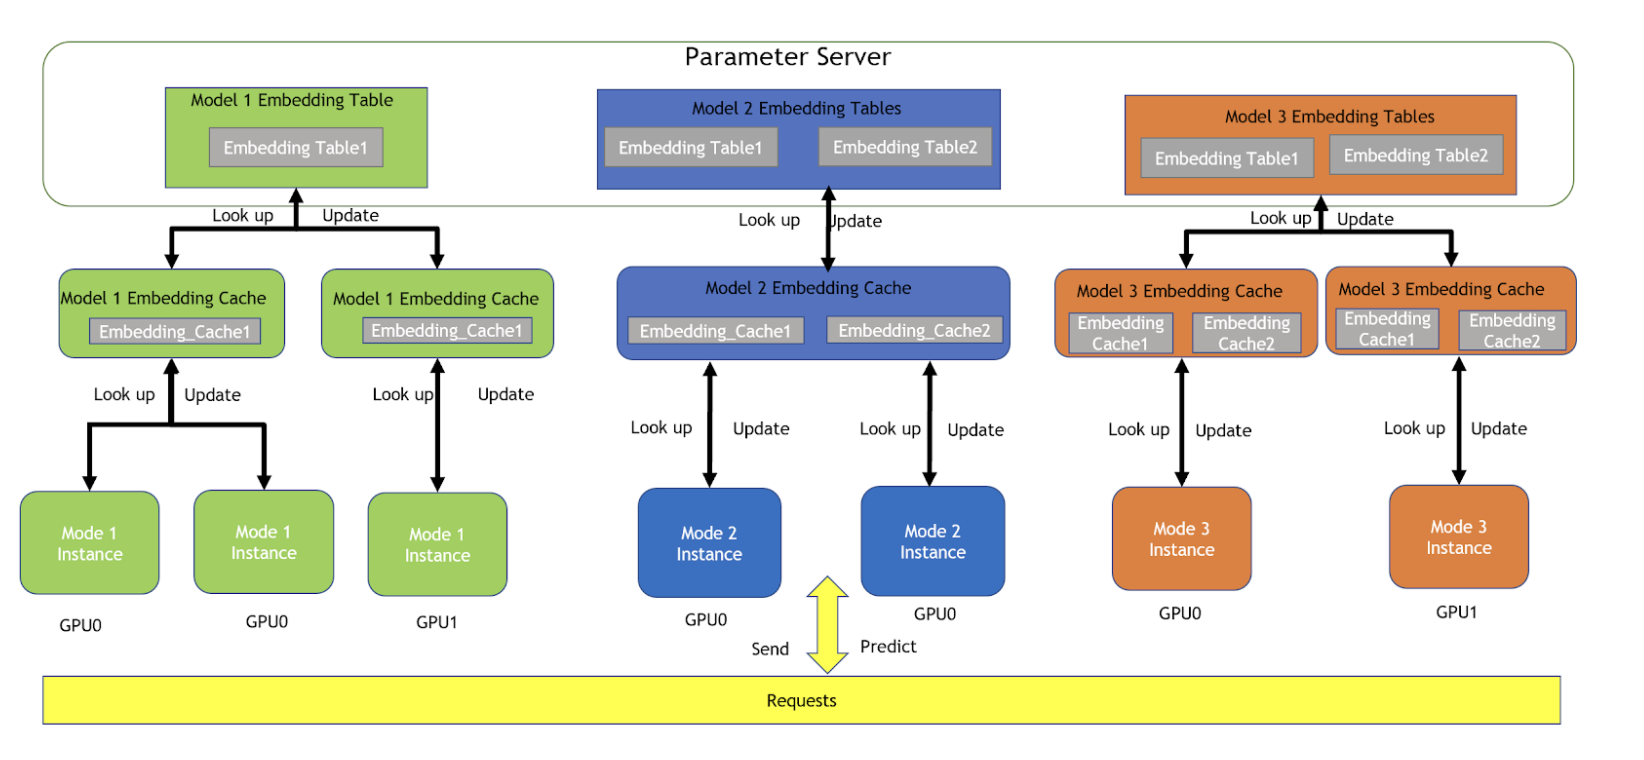 Parameter Server
Model 1 Embedding Table
Embedding Table1
Model 2 Embedding Tables
Embedding Table1
Embedding Table2
Model 3 Embedding Tables
Embedding Table1
Embedding Table2
Look up
Update
Look up
Update
Look up
Update
Model 1 Embedding Cache
Embedding_Cache1
Model 1 Embedding Cache
Embedding_Cache1
Model 2 Embedding Cache
Embedding_Cache1
Embedding_Cache2
Model 3 Embedding Cache
Embedding
Cache1
Embedding
Cache2
Model 3 Embedding Cache
Embedding
Cache1
Embedding
Cache2
Look up
Update
Look up
Update
Look up
Update
Look up
Update
Look up
Update
Look up
Update
Mode 1
Instance
Mode 1
Instance
Mode 1
Instance
Mode 2
Instance
Mode 2
Instance
Mode 3
Instance
Mode 3
Instance
GPU0
GPU0
GPU1
GPU0
GPU0
GPU0
GPU1
Send
Predict
Requests